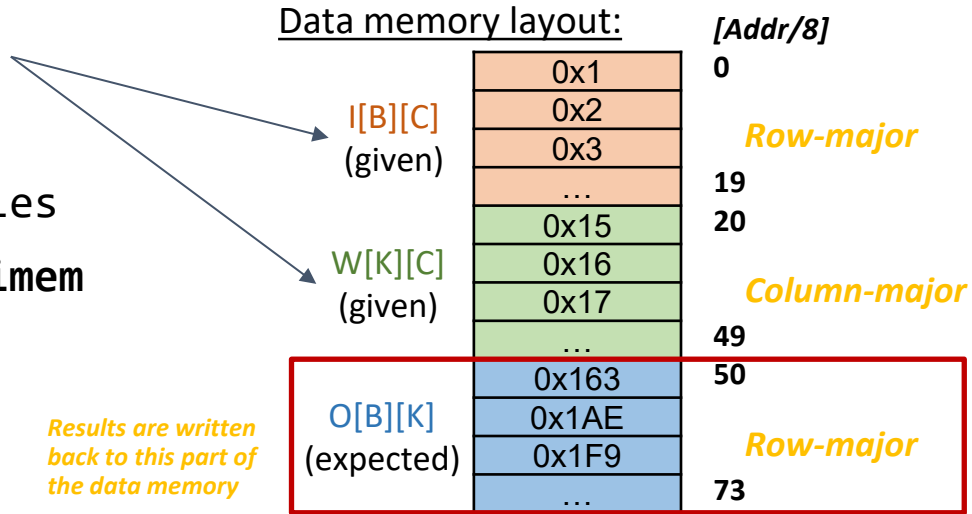 Data memory layout:
[Addr/8]
0x1
0
0x2
I[B][C]
(given)
0x3
Row-major
...
19
0x15
20
0x16
W[K][C]
(given)
0x17
Column-major
...
49
0x163
50
0x1AE
O[B][K]
(expected)
0x1F9
Row-major
...
73
Results are written
back to this part of
the data memory
ies
imem